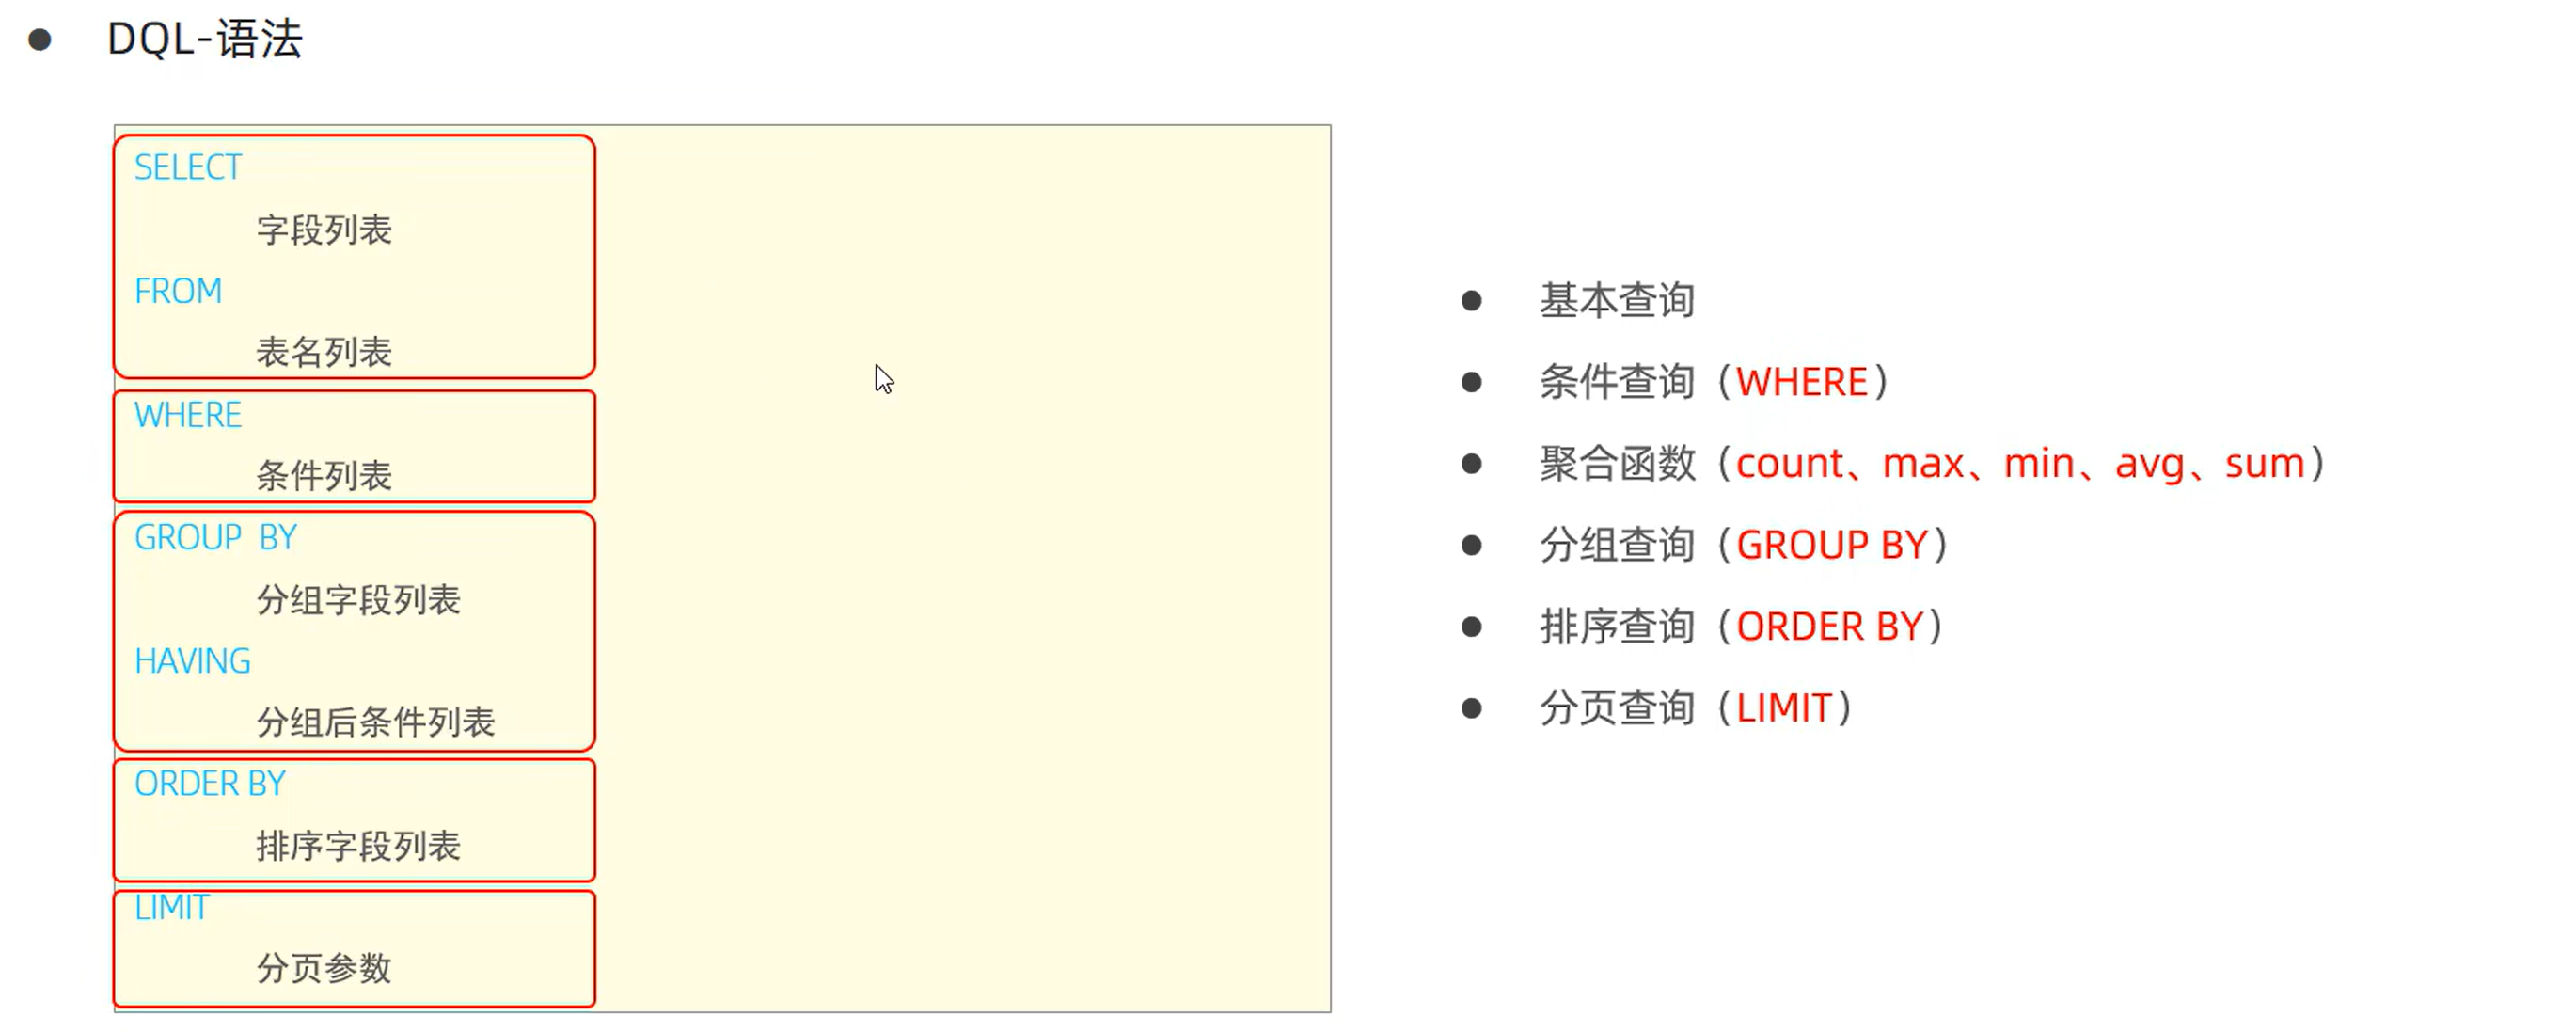 DQL-语法
SELECT
字段列表
FROM
表名列表
WHERE
条件列表
GROUP BY
分组字段列表
HAVING
分组后条件列表
ORDER BY
排序字段列表
LIMIT
分页参数
基本查询
条件查询（WHERE）
聚合函数（count、max、min、avg、sum）
分组查询（GROUP BY）
排序查询（ORDER BY）
分页查询（LIMIT）